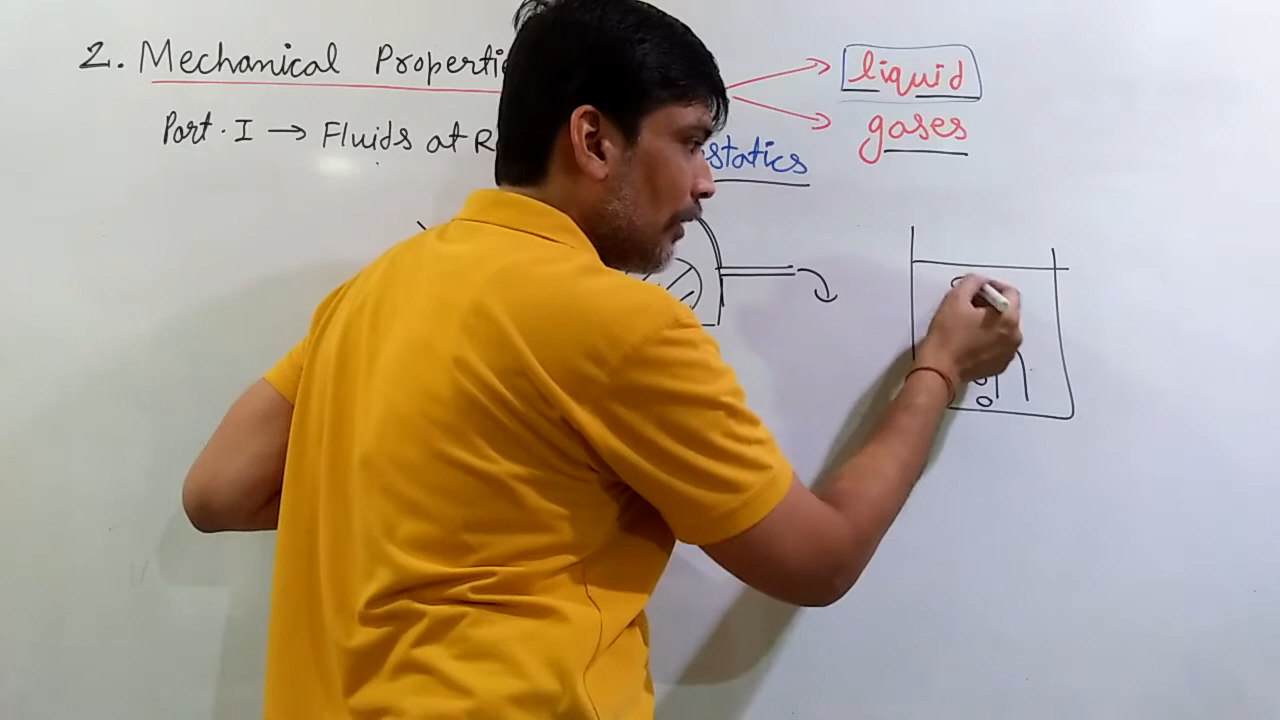 2. Mechanical Properti
liquid
gases
Part. I → Fluids at R
statics